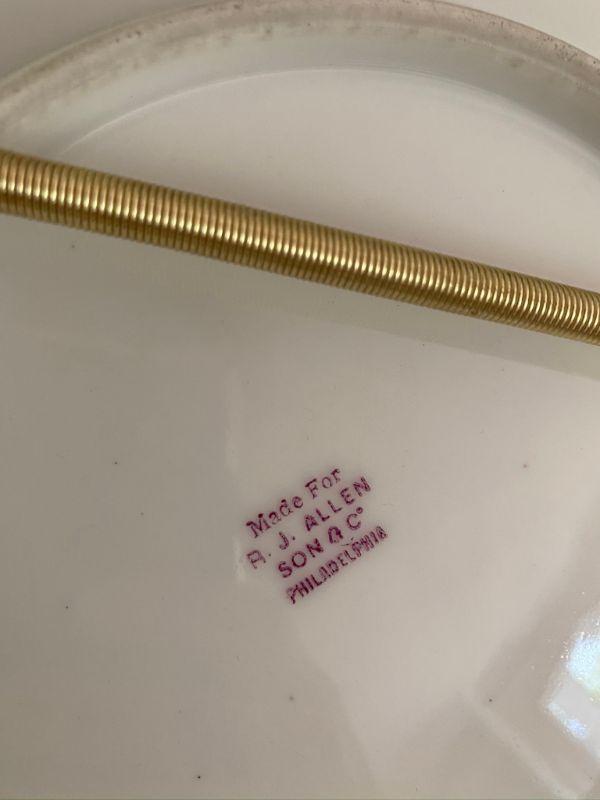 Made For
R. J. ALLEN
SON & Cº
PHILADELPHIA